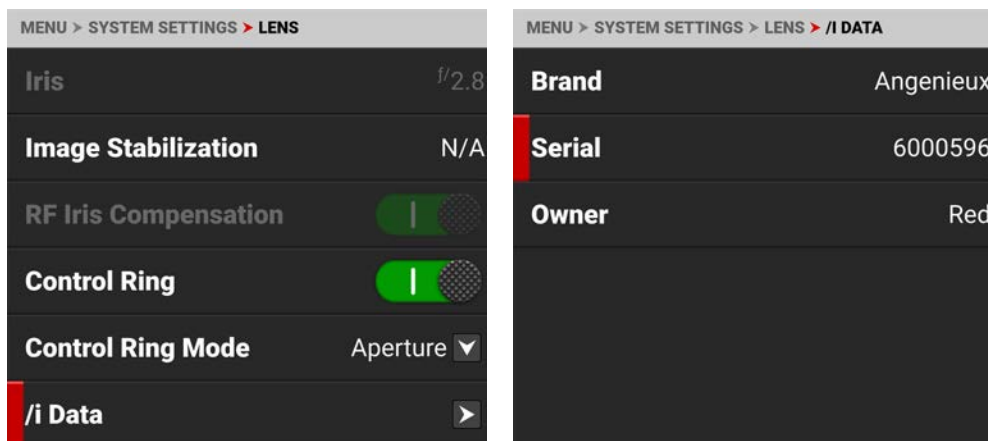 MENU > SYSTEM SETTINGS > LENS
Iris f/2.8
Image Stabilization N/A
RF Iris Compensation
Control Ring
Control Ring Mode Aperture
/i Data
MENU > SYSTEM SETTINGS > LENS > /I DATA
Brand Angenieux
Serial 6000596
Owner Red